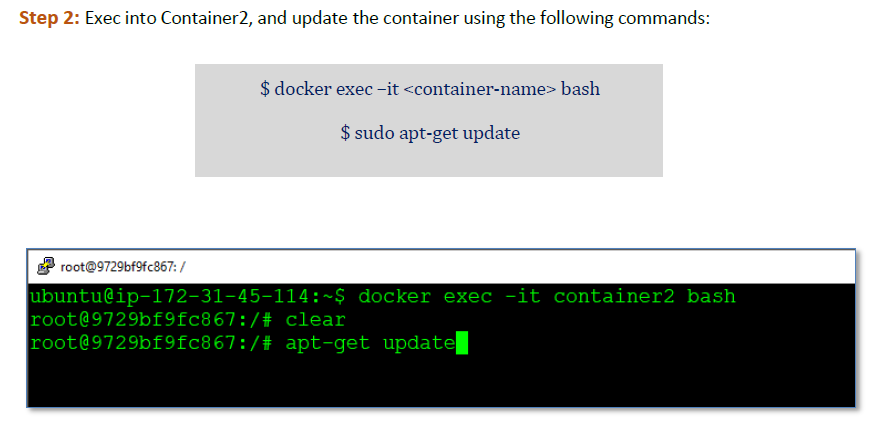 Step 2: Exec into Container2, and update the container using the following commands:
$ docker exec –it <container-name> bash
$ sudo apt-get update
root@9729bf9fc867: /
ubuntu@ip-172-31-45-114:~$ docker exec -it container2 bash
root@9729bf9fc867:/# clear
root@9729bf9fc867:/# apt-get update